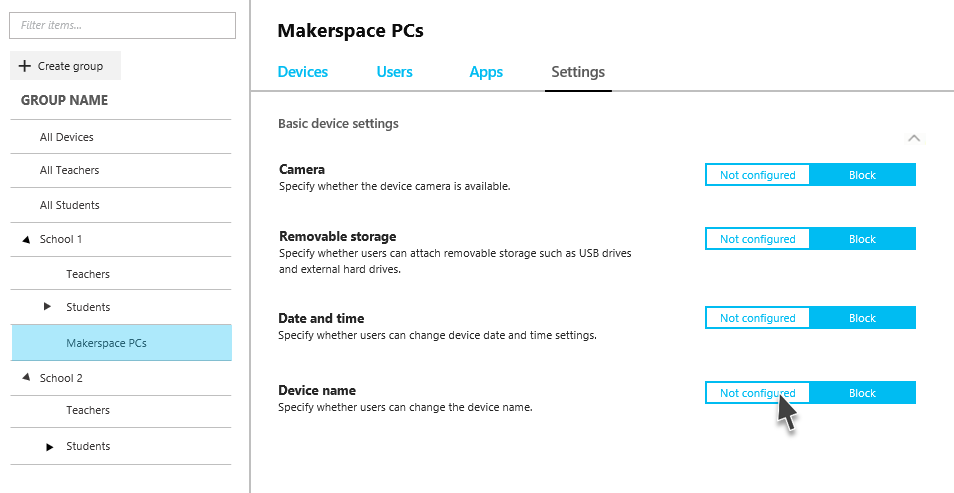 Filter items...
Create group
GROUP NAME
All Devices
All Teachers
All Students
School 1
Teachers
Students
Makerspace PCs
School 2
Teachers
Students
Makerspace PCs
Devices Users Apps Settings
Basic device settings
Camera
Specify whether the device camera is available.
Not configured Block
Removable storage
Specify whether users can attach removable storage such as USB drives
and external hard drives.
Not configured Block
Date and time
Specify whether users can change device date and time settings.
Not configured Block
Device name
Specify whether users can change the device name.
Not configured Block